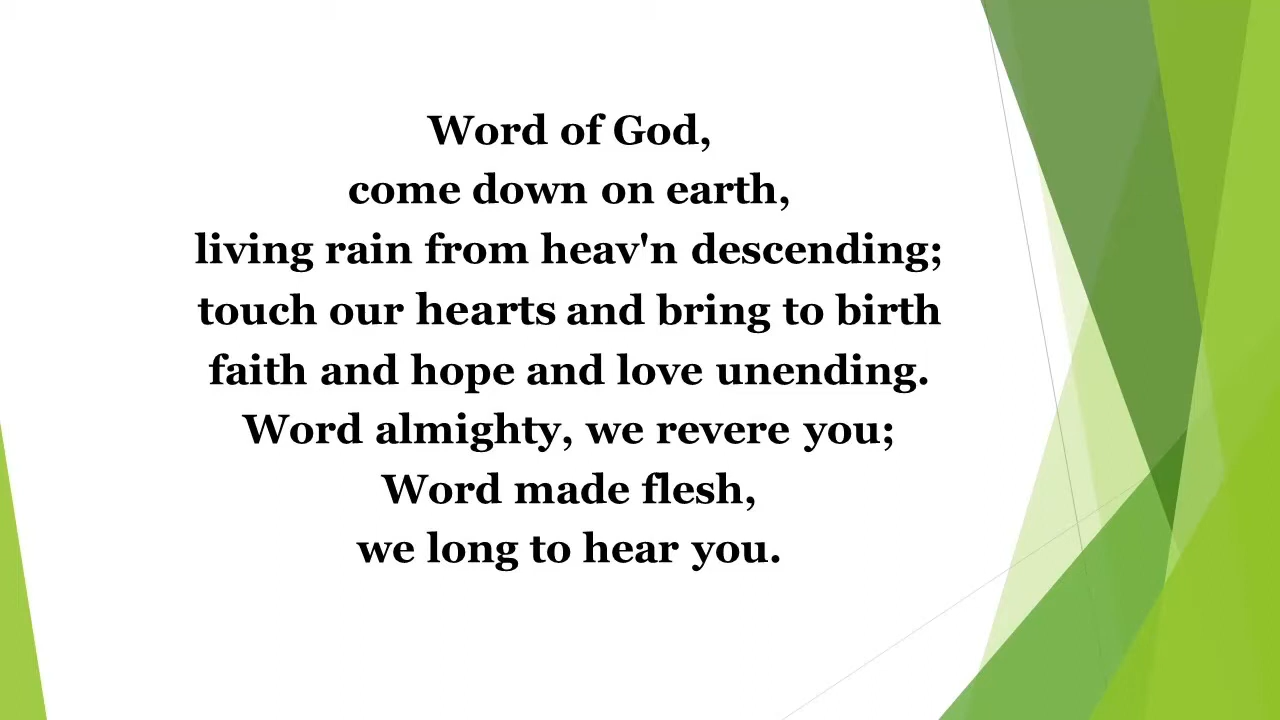 Word of God,
come down on earth,
living rain from heav'n descending;
touch our hearts and bring to birth
faith and hope and love unending.
Word almighty, we revere you;
Word made flesh,
we long to hear you.